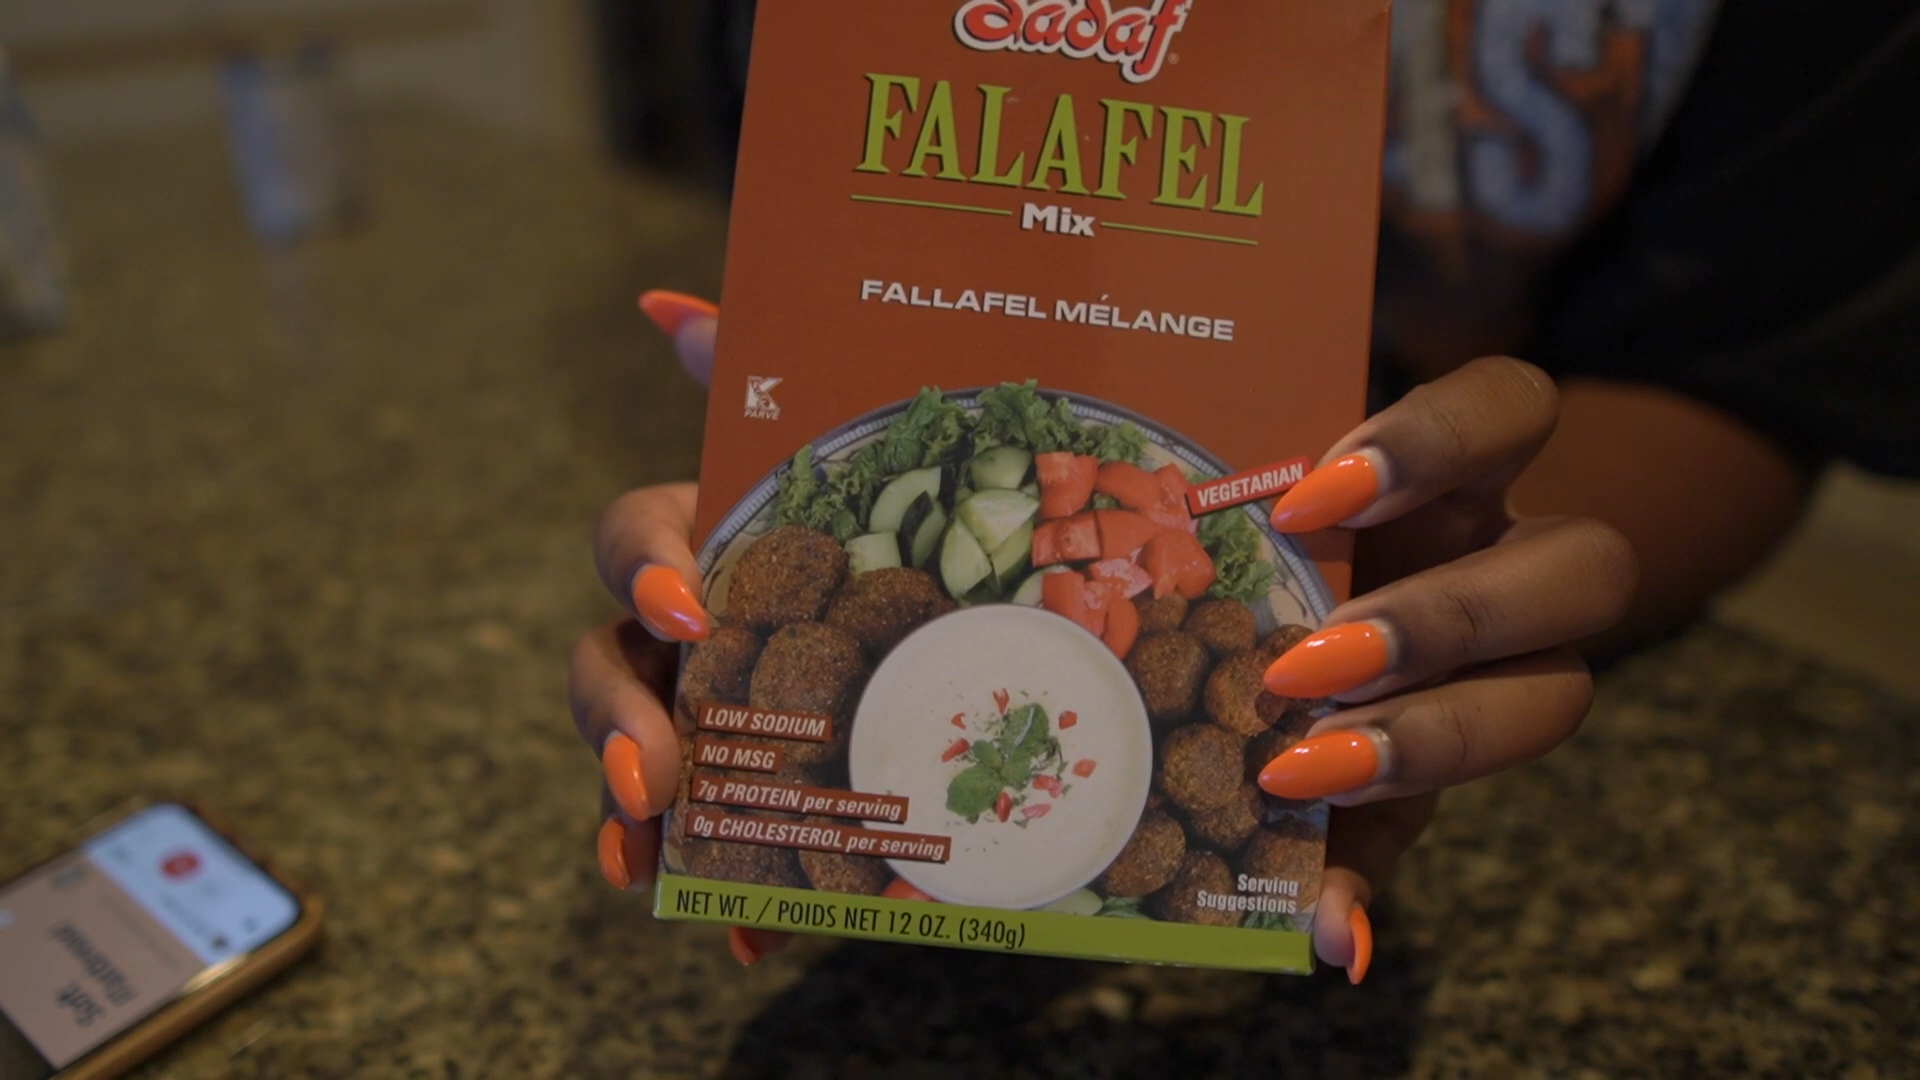 Sadaf
FALAFEL
Mix
FALLAFEL MÉLANGE
K
PARVE
VEGETARIAN
LOW SODIUM
NO MSG
7g PROTEIN per serving
0g CHOLESTEROL per serving
Serving
Suggestions
NET WT. / POIDS NET 12 OZ. (340g)
Soft